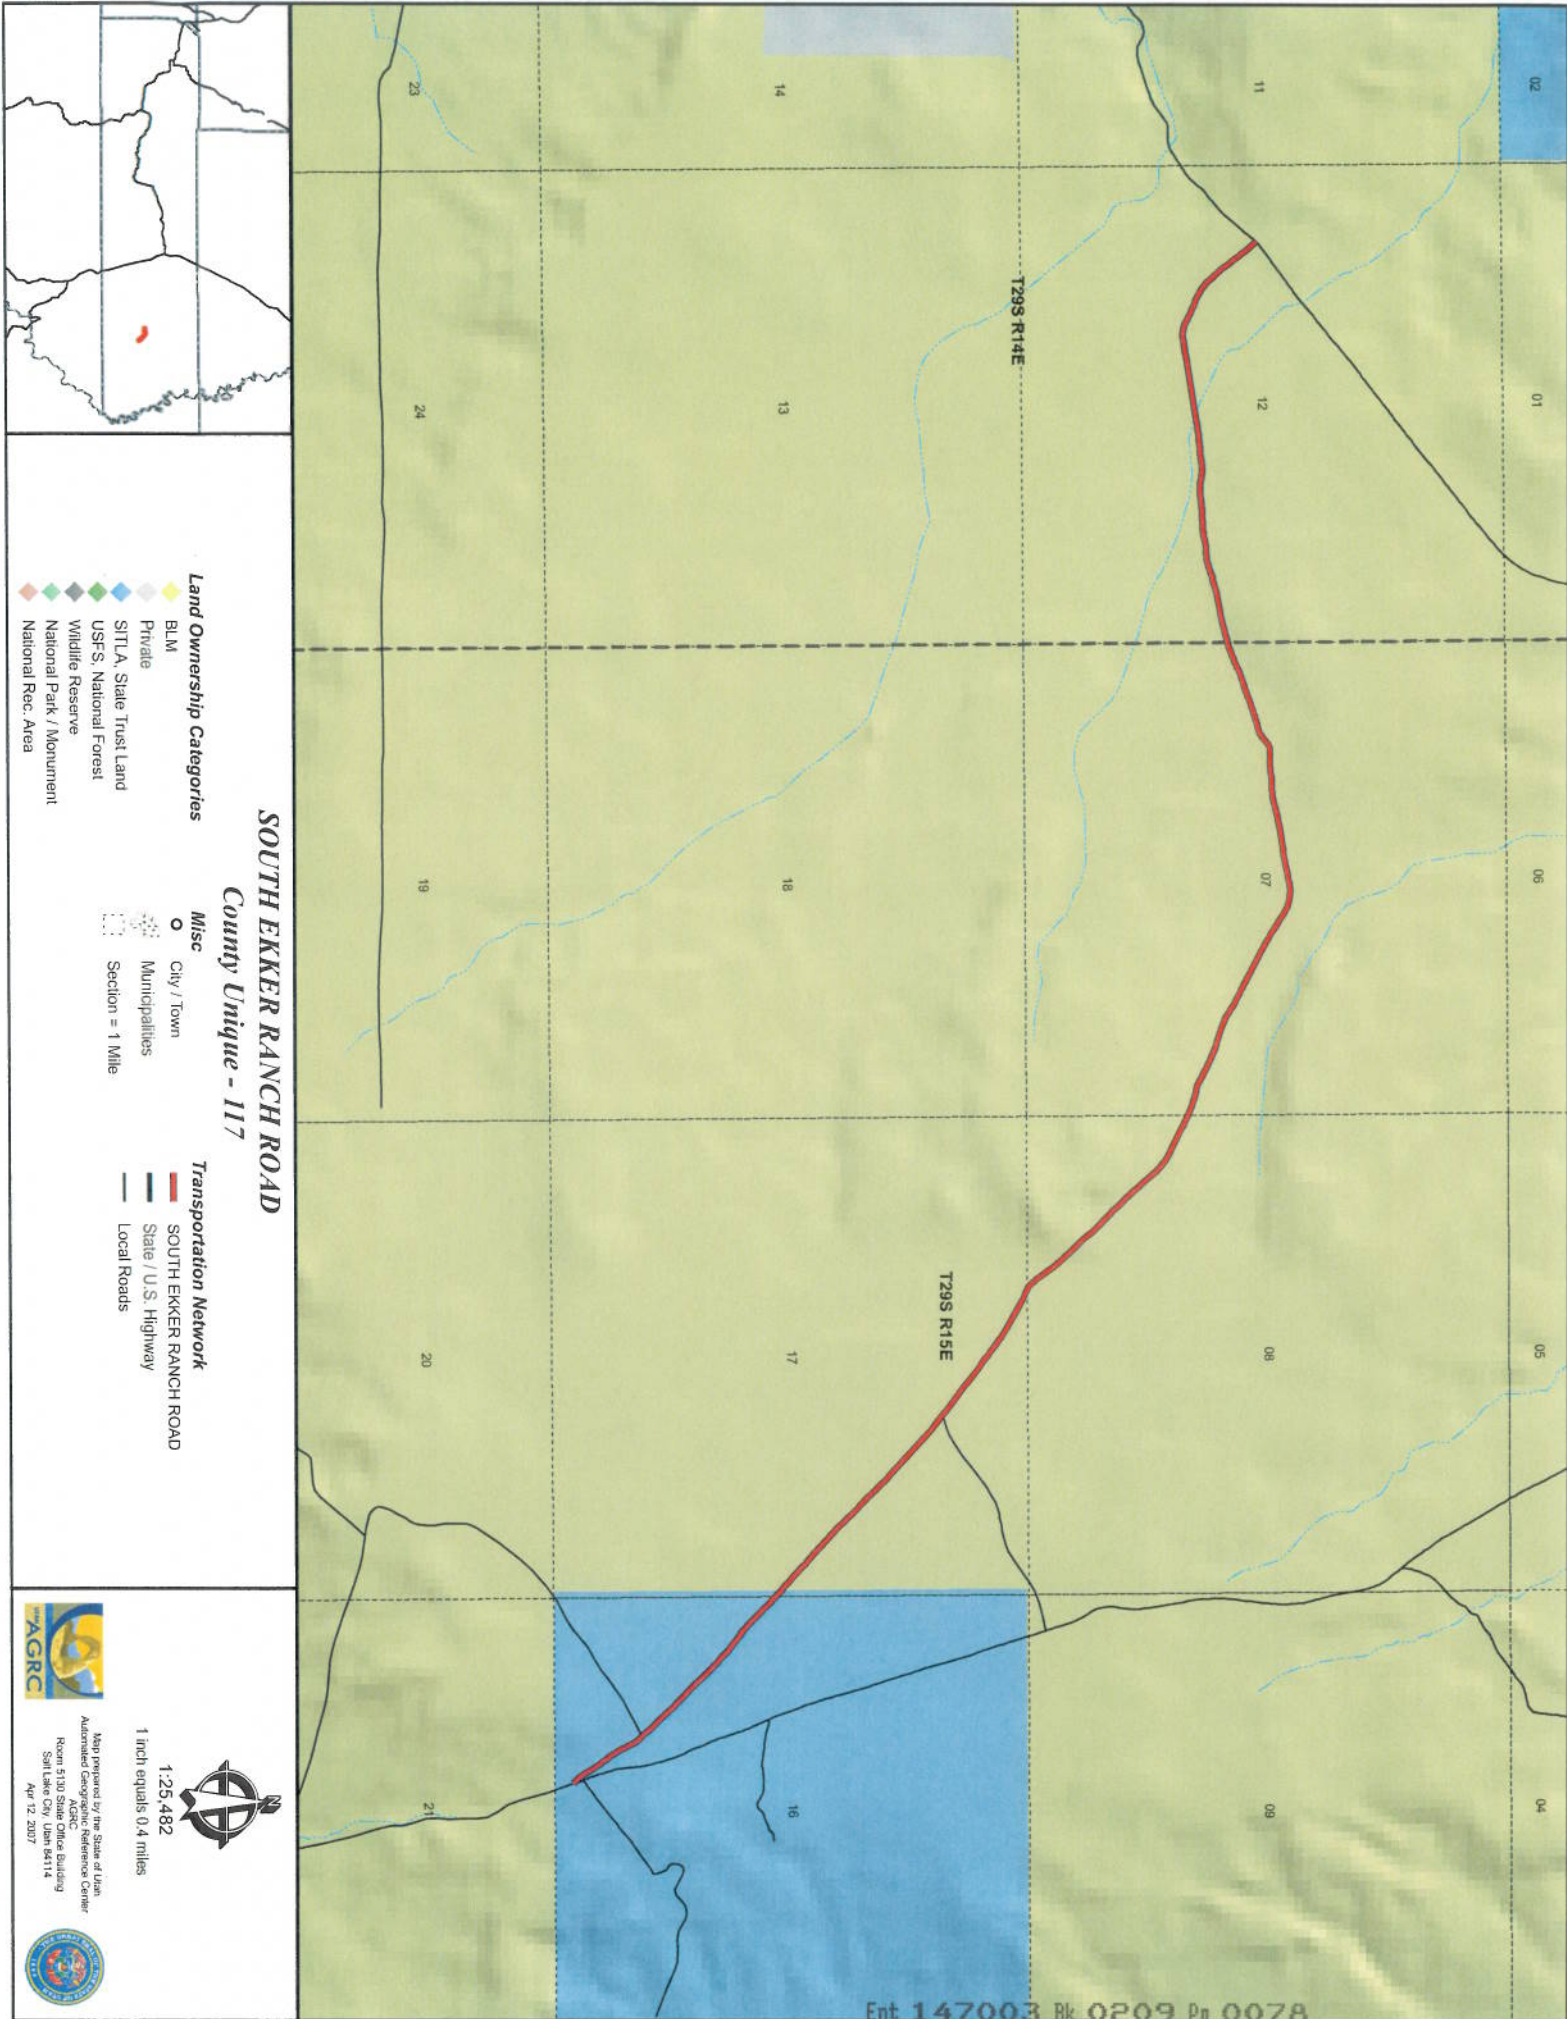 02
01
06
05
04
11
12
07
08
09
T29S R14E
T29S R15E
14
13
18
17
16
23
24
19
20
21
SOUTH EKKER RANCH ROAD
County Unique - 117
Land Ownership Categories
BLM
Private
SITLA, State Trust Land
USFS, National Forest
Wildlife Reserve
National Park / Monument
National Rec. Area
Misc
City / Town
Municipalities
Section = 1 Mile
Transportation Network
SOUTH EKKER RANCH ROAD
State / U.S. Highway
Local Roads
N
1:25,482
1 inch equals 0.4 miles
AGRC
Map prepared by the State of Utah
Automated Geographic Reference Center
AGRC
Room 5130 State Office Building
Salt Lake City, Utah 84114
Apr 12, 2007
Ent 147003 Bk 0209 Pg 0078